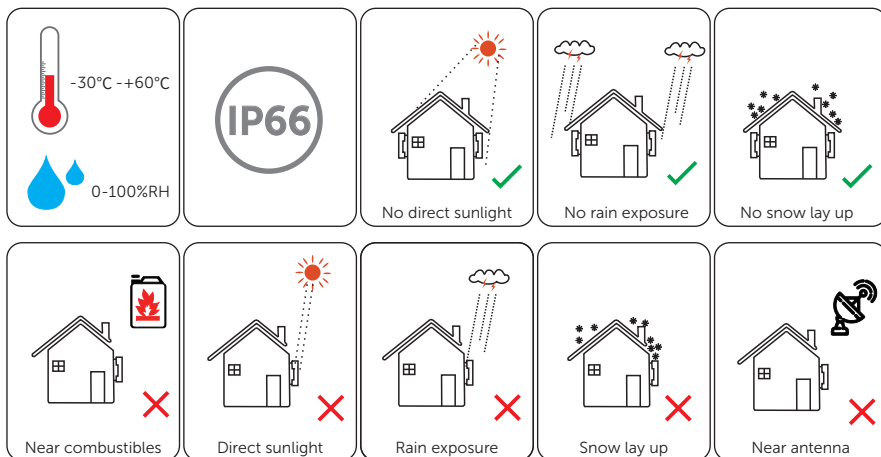 -30℃ -+60℃
0-100%RH
IP66
No direct sunlight
No rain exposure
No snow lay up
Near combustibles
Direct sunlight
Rain exposure
Snow lay up
Near antenna